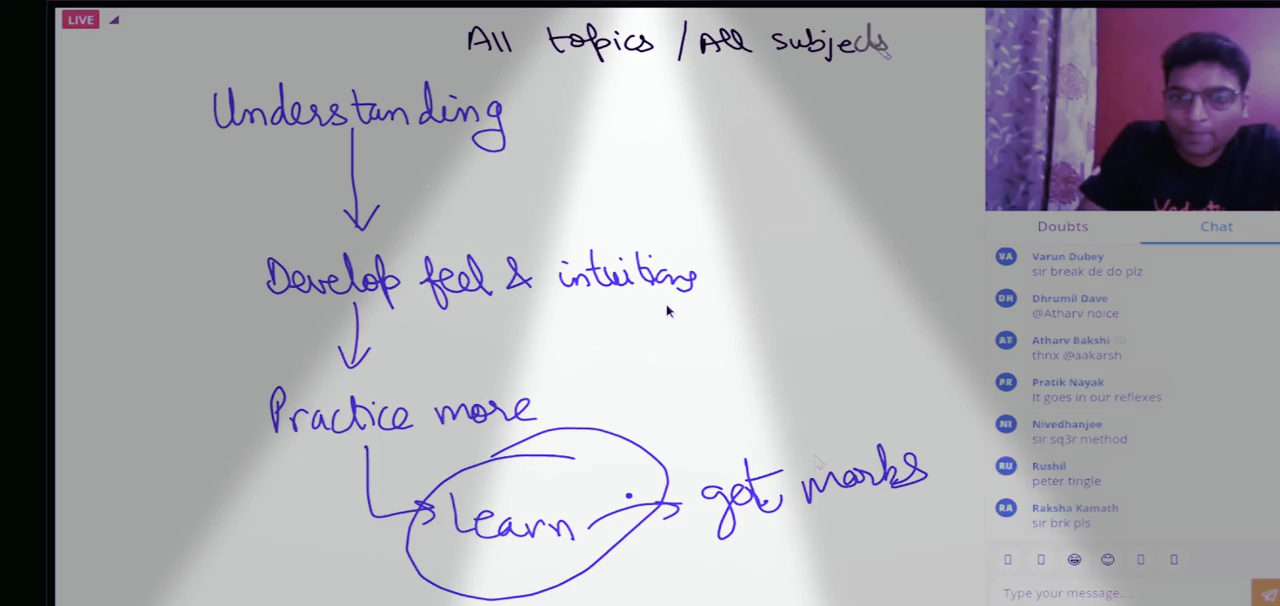 LIVE
All topics / All subjects
Understanding
Develop feel & intuitions
Practice more
Learn
get marks
Doubts
Chat
VA
Varun Dubey
sir break de do plz
DH
Dhrumil Dave
@Atharv noice
AT
Atharv Bakshi
thnx @aakarsh
PR
Pratik Nayak
It goes in our reflexes
NI
Nivedhanjee
sir sq3r method
RU
Rushil
peter tingle
RA
Raksha Kamath
sir brk pls
Type your message....